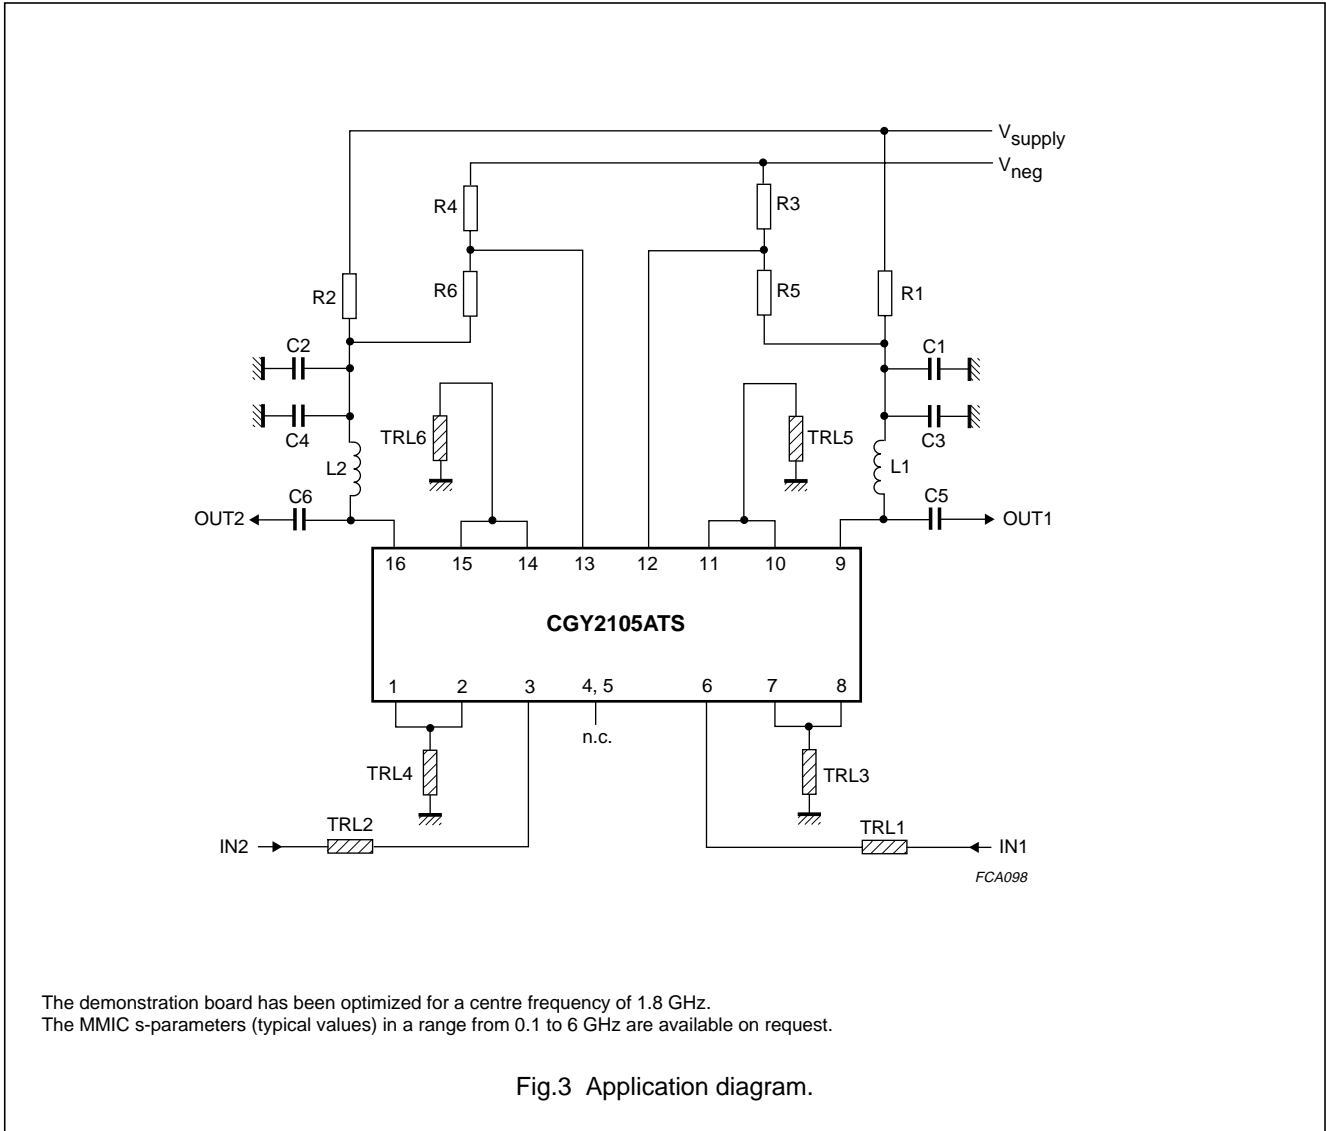 Vsupply
Vneg
R4
R3
R2
R6
R5
R1
C2
C1
C4
TRL6
TRL5
C3
L2
L1
C6
C5
OUT2
OUT1
16 15 14 13 12 11 10 9
CGY2105ATS
1 2 3 4, 5 6 7 8
n.c.
TRL4
TRL3
TRL2
TRL1
IN2
IN1
FCA098
The demonstration board has been optimized for a centre frequency of 1.8 GHz.
The MMIC s-parameters (typical values) in a range from 0.1 to 6 GHz are available on request.
Fig.3 Application diagram.